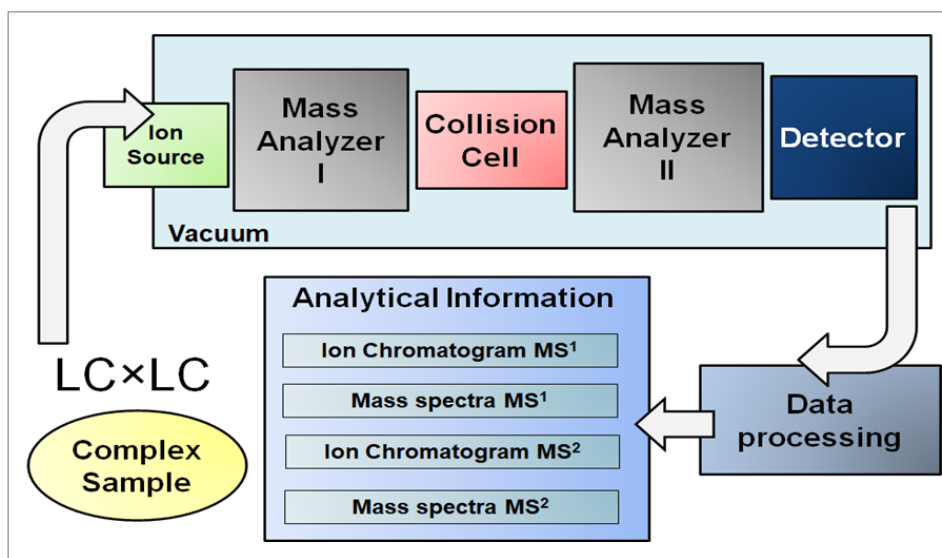 Ion
Source
Mass
Analyzer
I
Collision
Cell
Mass
Analyzer
II
Detector
Vacuum
Analytical Information
Ion Chromatogram MS¹
Mass spectra MS¹
Ion Chromatogram MS²
Mass spectra MS²
LC×LC
Complex
Sample
Data
processing